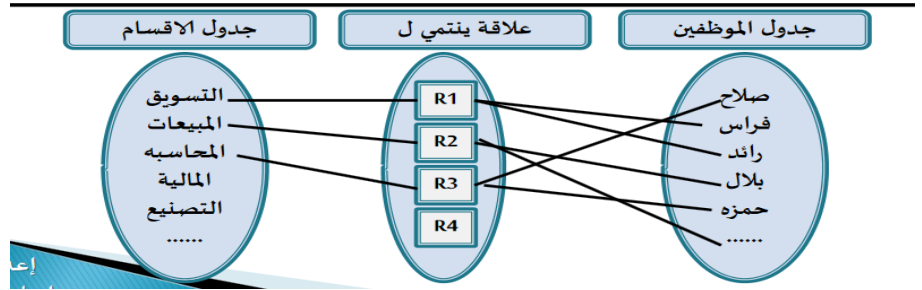 جدول الموظفين
علاقة ينتمي ل
جدول الاقسام
صلاح
فراس
رائد
بلال
حمزه
......
R1
R2
R3
R4
التسويق
المبيعات
المحاسبه
المالية
التصنيع
......